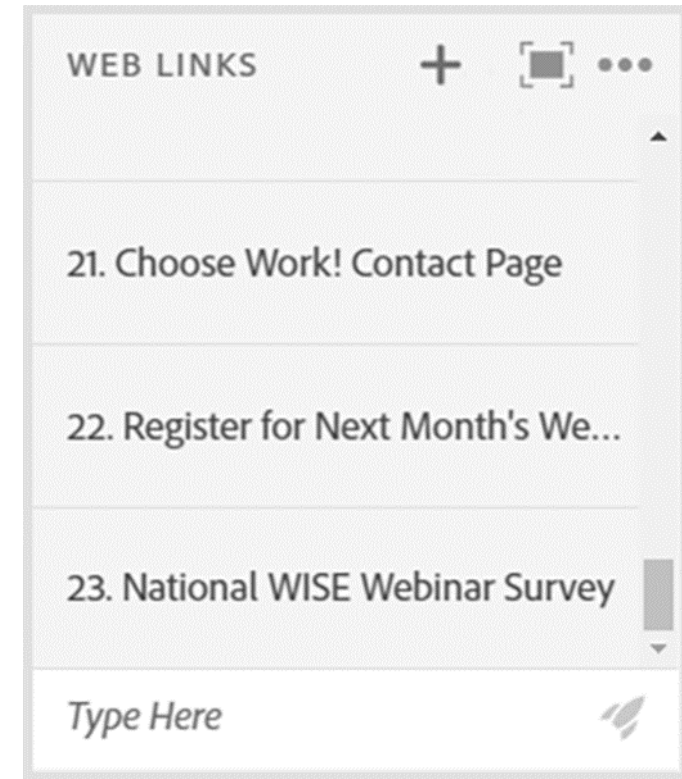 WEB LINKS
21. Choose Work! Contact Page
22. Register for Next Month's We...
23. National WISE Webinar Survey
Type Here